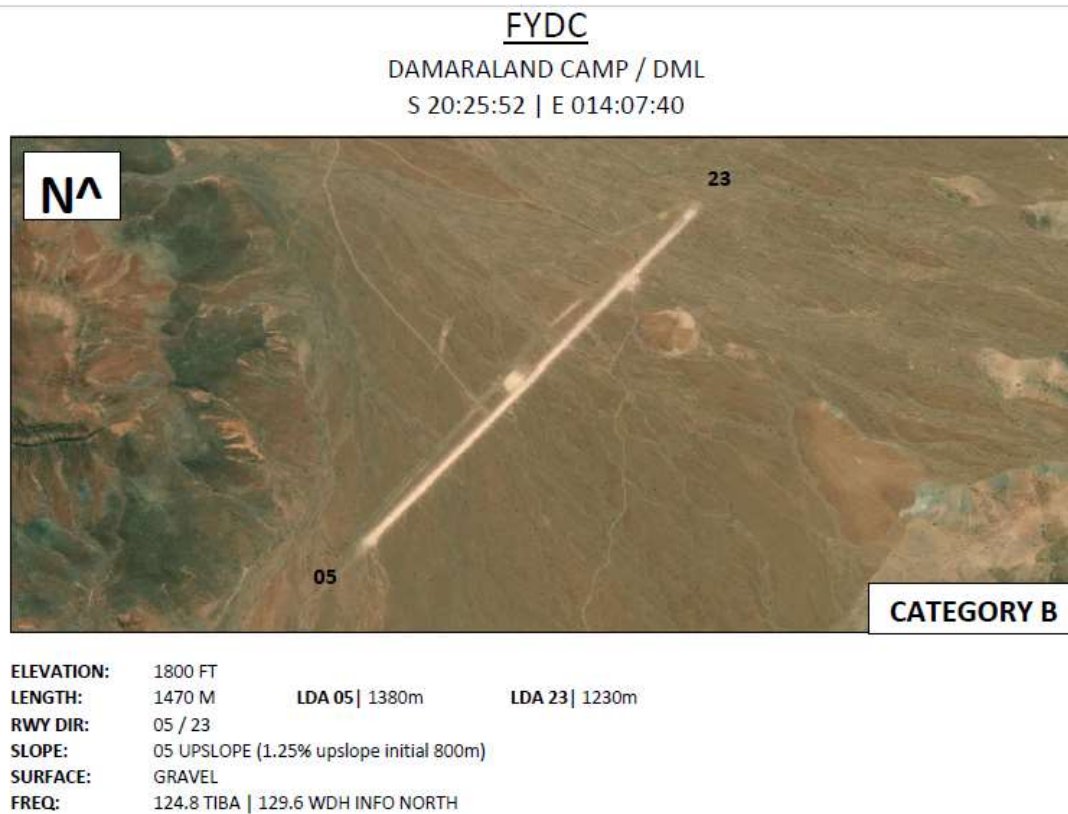 FYDC
DAMARALAND CAMP / DML
S 20:25:52 | E 014:07:40
N^
23
05
CATEGORY B
ELEVATION: 1800 FT
LENGTH: 1470 M LDA 05| 1380m LDA 23| 1230m
RWY DIR: 05 / 23
SLOPE: 05 UPSLOPE (1.25% upslope initial 800m)
SURFACE: GRAVEL
FREQ: 124.8 TIBA | 129.6 WDH INFO NORTH